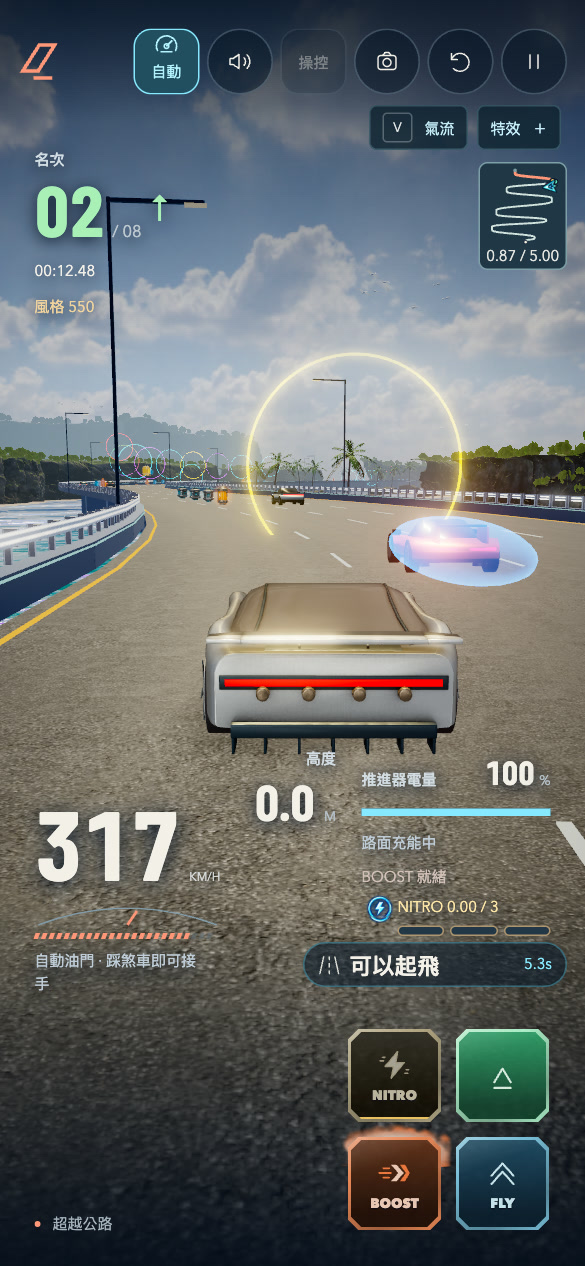 自動
操控
V 氣流
特效 +
名次
02 / 08
0.87 / 5.00
00:12.48
風格 550
高度
0.0 M
推進器電量 100 %
317 KM/H
路面充能中
BOOST 就緒
NITRO 0.00 / 3
自動油門 · 踩煞車即可接手
可以起飛 5.3s
NITRO
BOOST
FLY
超越公路